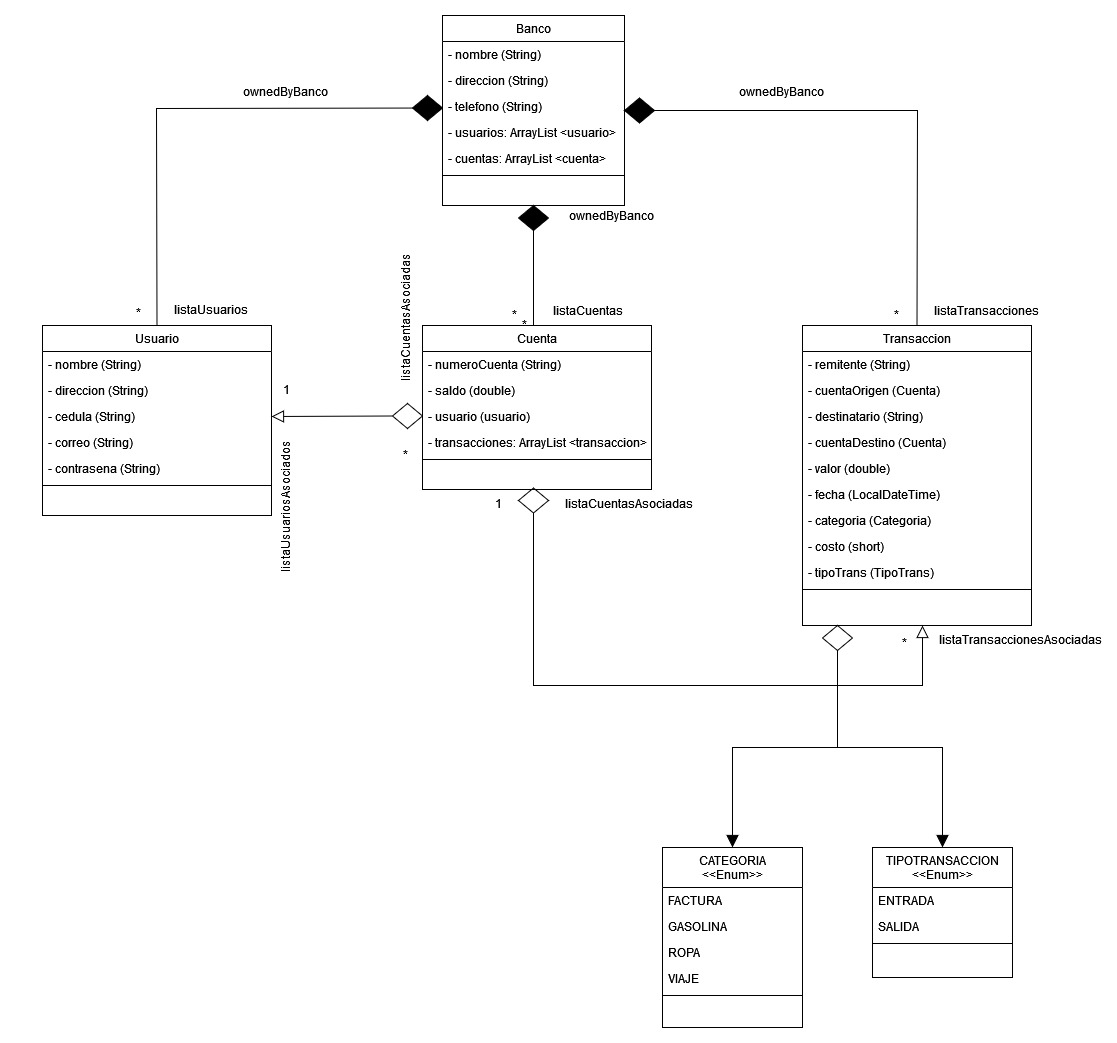 Banco
- nombre (String)
- direccion (String)
- telefono (String)
- usuarios: ArrayList <usuario>
- cuentas: ArrayList <cuenta>
ownedByBanco
ownedByBanco
ownedByBanco
* listaUsuarios
listaCuentasAsociadas
* listaCuentas
*
* listaTransacciones
Usuario
- nombre (String)
- direccion (String)
- cedula (String)
- correo (String)
- contrasena (String)
1
*
listaUsuariosAsociados
Cuenta
- numeroCuenta (String)
- saldo (double)
- usuario (usuario)
- transacciones: ArrayList <transaccion>
1 listaCuentasAsociadas
Transaccion
- remitente (String)
- cuentaOrigen (Cuenta)
- destinatario (String)
- cuentaDestino (Cuenta)
- valor (double)
- fecha (LocalDateTime)
- categoria (Categoria)
- costo (short)
- tipoTrans (TipoTrans)
* listaTransaccionesAsociadas
CATEGORIA
<<Enum>>
FACTURA
GASOLINA
ROPA
VIAJE
TIPOTRANSACCION
<<Enum>>
ENTRADA
SALIDA